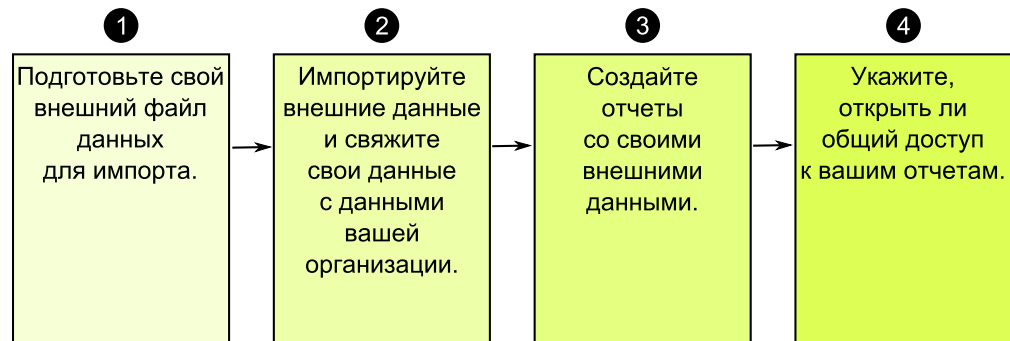 1
Подготовьте свой
внешний файл
данных
для импорта.
2
Импортируйте
внешние данные
и свяжите
свои данные
с данными
вашей
организации.
3
Создайте
отчеты
со своими
внешними
данными.
4
Укажите,
открыть ли
общий доступ
к вашим отчетам.